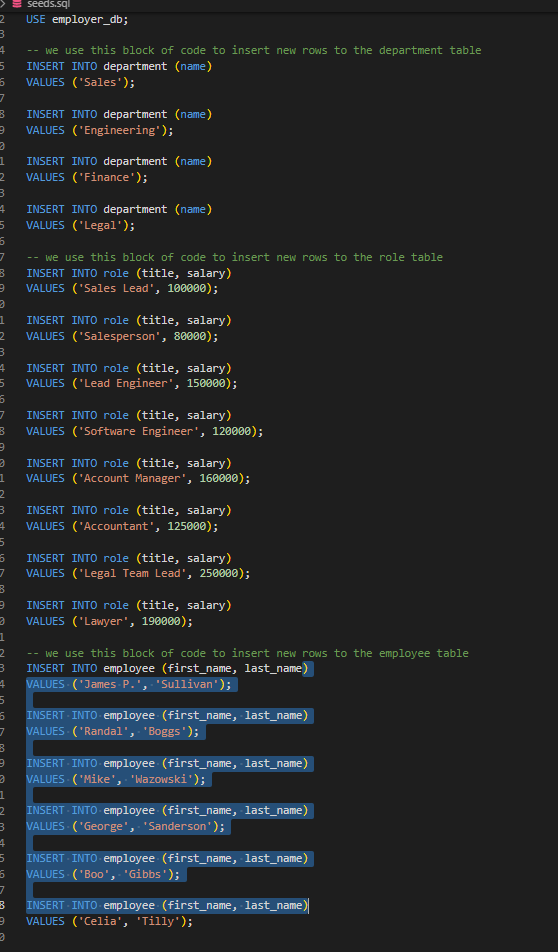 seeds.sql
2 USE employer_db;
3
4 -- we use this block of code to insert new rows to the department table
5 INSERT INTO department (name)
6 VALUES ('Sales');
7
8 INSERT INTO department (name)
9 VALUES ('Engineering');
0
1 INSERT INTO department (name)
2 VALUES ('Finance');
3
4 INSERT INTO department (name)
5 VALUES ('Legal');
6
7 -- we use this block of code to insert new rows to the role table
8 INSERT INTO role (title, salary)
9 VALUES ('Sales Lead', 100000);
0
1 INSERT INTO role (title, salary)
2 VALUES ('Salesperson', 80000);
3
4 INSERT INTO role (title, salary)
5 VALUES ('Lead Engineer', 150000);
6
7 INSERT INTO role (title, salary)
8 VALUES ('Software Engineer', 120000);
9
0 INSERT INTO role (title, salary)
1 VALUES ('Account Manager', 160000);
2
3 INSERT INTO role (title, salary)
4 VALUES ('Accountant', 125000);
5
6 INSERT INTO role (title, salary)
7 VALUES ('Legal Team Lead', 250000);
8
9 INSERT INTO role (title, salary)
0 VALUES ('Lawyer', 190000);
1
2 -- we use this block of code to insert new rows to the employee table
3 INSERT INTO employee (first_name, last_name)
4 VALUES ('James P.', 'Sullivan');
5
6 INSERT INTO employee (first_name, last_name)
7 VALUES ('Randal', 'Boggs');
8
9 INSERT INTO employee (first_name, last_name)
0 VALUES ('Mike', 'Wazowski');
1
2 INSERT INTO employee (first_name, last_name)
3 VALUES ('George', 'Sanderson');
4
5 INSERT INTO employee (first_name, last_name)
6 VALUES ('Boo', 'Gibbs');
7
8 INSERT INTO employee (first_name, last_name)
9 VALUES ('Celia', 'Tilly');
0